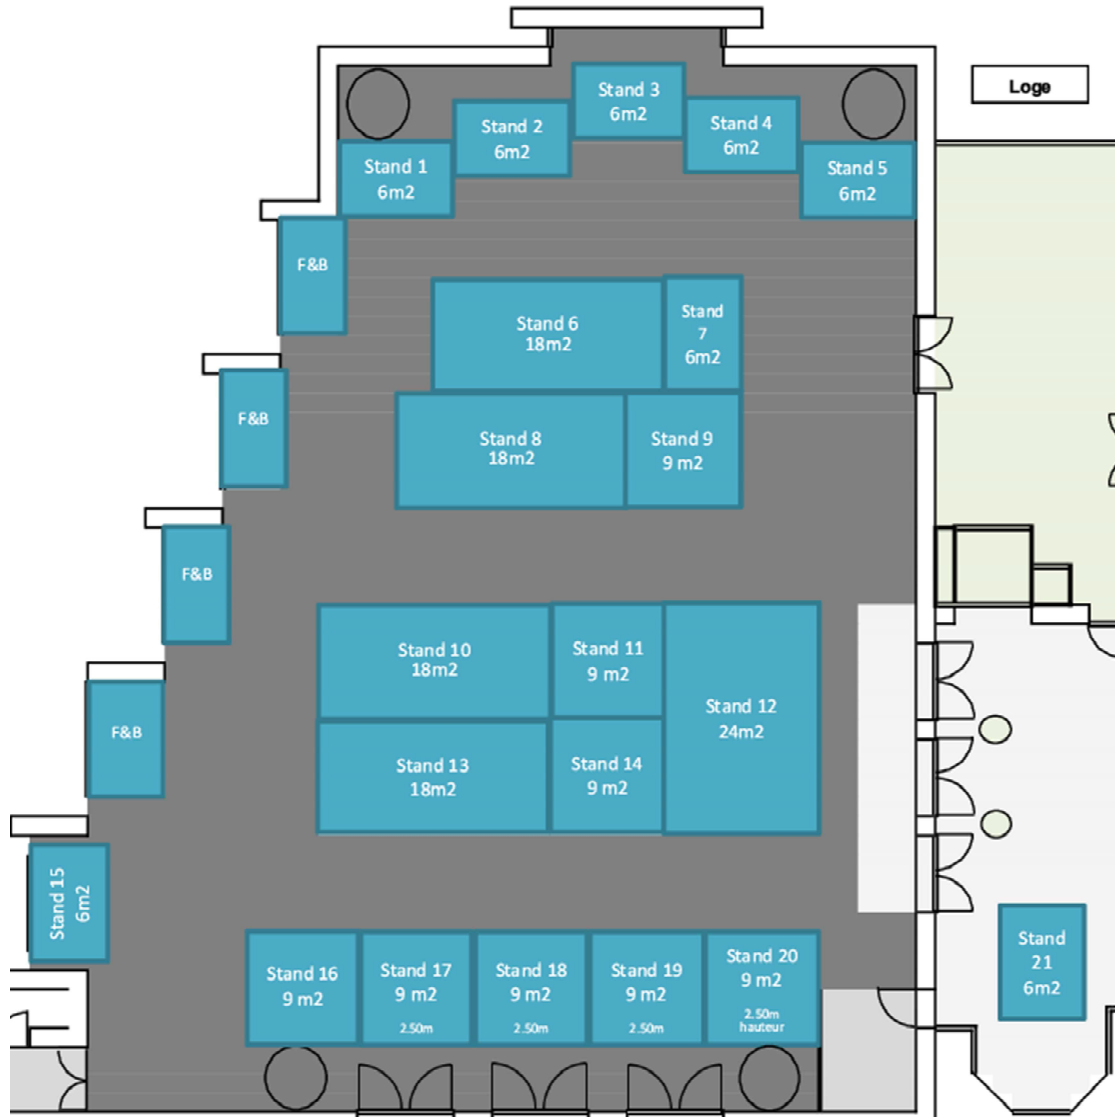 Loge
Stand 3
6m2
Stand 2
6m2
Stand 4
6m2
Stand 1
6m2
Stand 5
6m2
F&B
Stand 6
18m2
Stand
7
6m2
F&B
Stand 8
18m2
Stand 9
9 m2
F&B
Stand 10
18m2
Stand 11
9 m2
Stand 12
24m2
F&B
Stand 13
18m2
Stand 14
9 m2
Stand 15
6m2
Stand 16
9 m2
Stand 17
9 m2
2.50m
Stand 18
9 m2
2.50m
Stand 19
9 m2
2.50m
Stand 20
9 m2
2.50m
hauteur
Stand
21
6m2